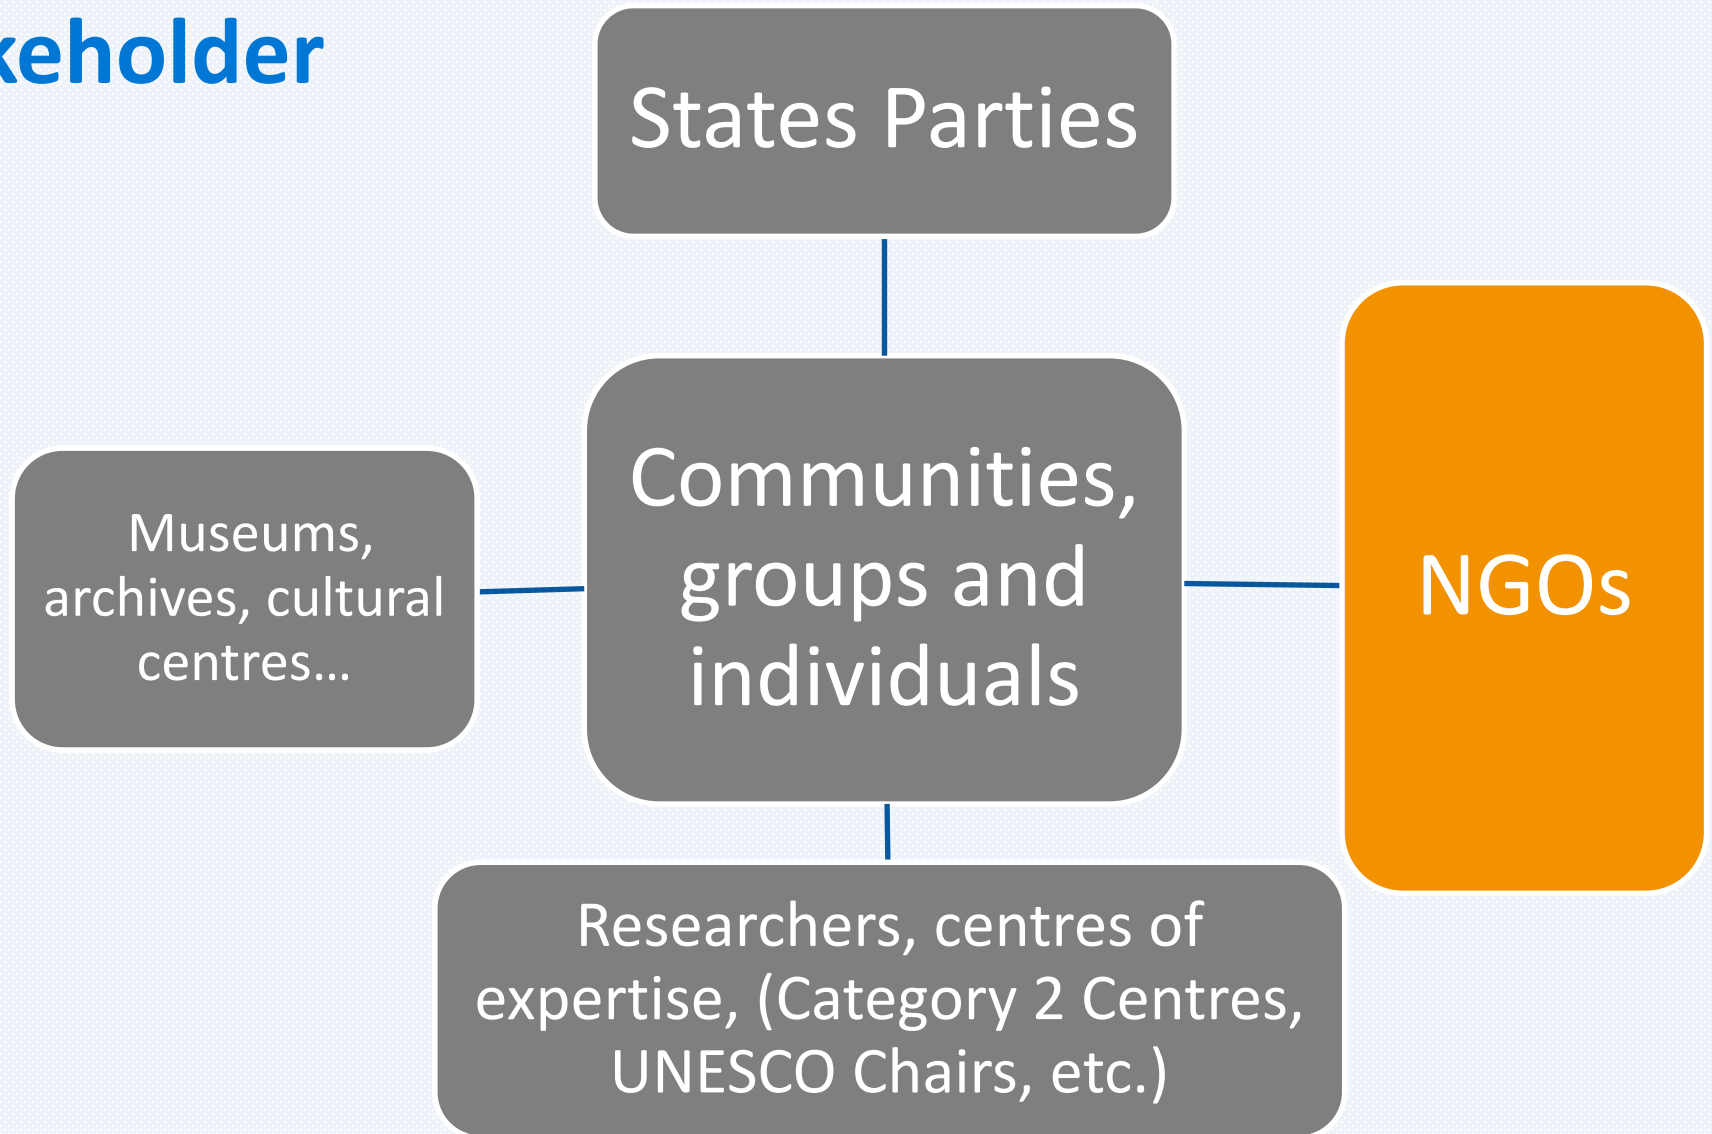 keholder
States Parties
Communities,
groups and
individuals
Museums,
archives, cultural
centres...
NGOs
Researchers, centres of
expertise, (Category 2 Centres,
UNESCO Chairs, etc.)